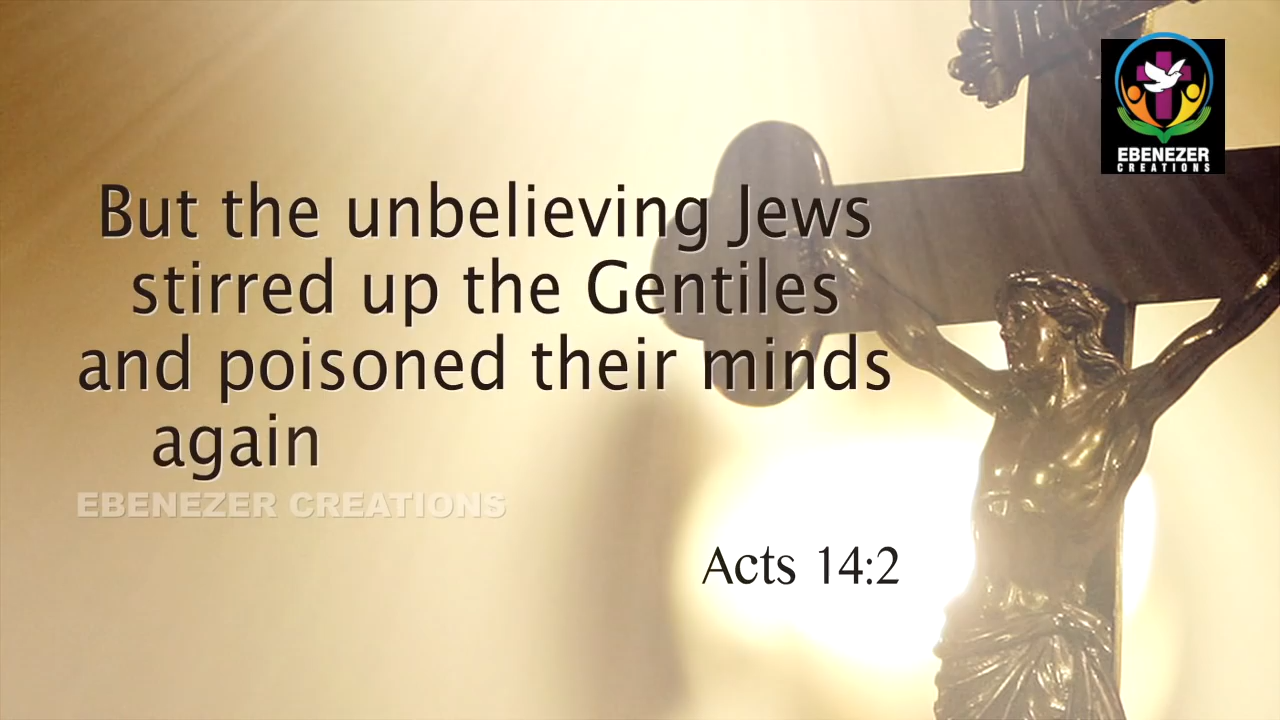 But the unbelieving Jews
stirred up the Gentiles
and poisoned their minds
again
EBENEZER CREATIONS
Acts 14:2
EBENEZER
CREATIONS